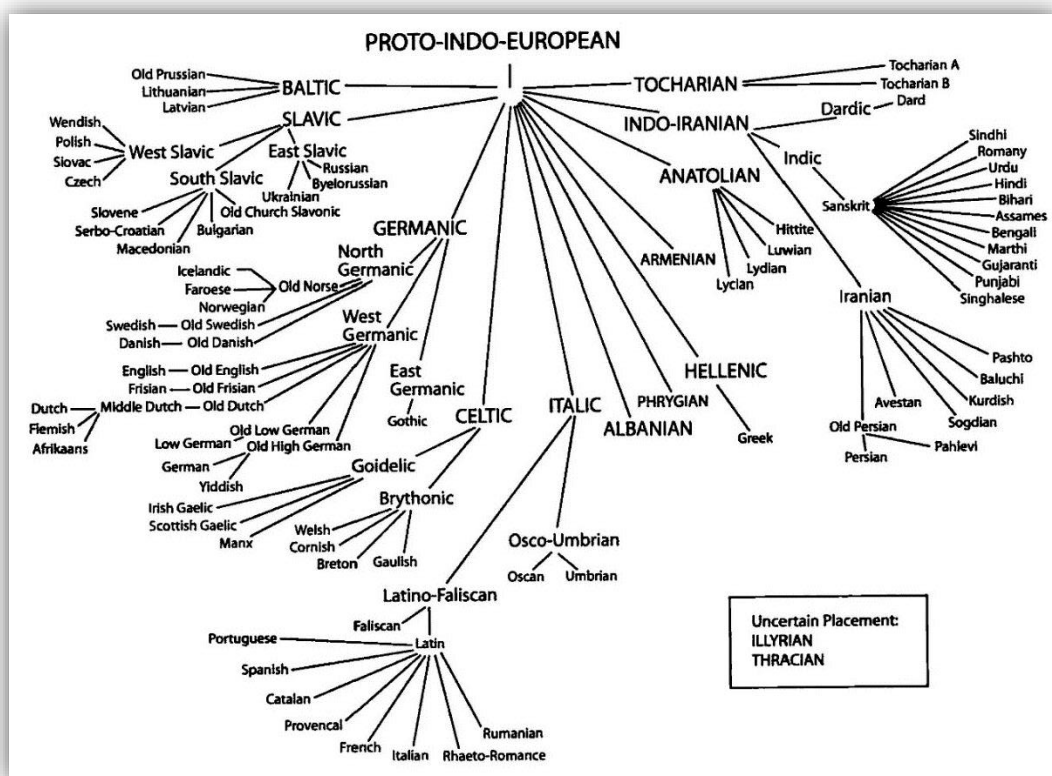 PROTO-INDO-EUROPEAN
BALTIC
Old Prussian
Lithuanian
Latvian
SLAVIC
West Slavic
Wendish
Polish
Slovac
Czech
East Slavic
Russian
Byelorussian
Ukrainian
South Slavic
Old Church Slavonic
Bulgarian
Macedonian
Serbo-Croatian
Slovene
GERMANIC
North
Germanic
Old Norse
Icelandic
Faroese
Norwegian
Swedish
Old Swedish
Danish
Old Danish
West
Germanic
English
Old English
Frisian
Old Frisian
Dutch
Flemish
Afrikaans
Middle Dutch
Old Dutch
Low German
Old Low German
Old High German
German
Yiddish
East
Germanic
Gothic
CELTIC
Goidelic
Irish Gaelic
Scottish Gaelic
Manx
Brythonic
Welsh
Cornish
Breton
Gaulish
ITALIC
Osco-Umbrian
Oscan
Umbrian
Latino-Faliscan
Faliscan
Latin
Portuguese
Spanish
Catalan
Provencal
French
Italian
Rhaeto-Romance
Rumanian
ALBANIAN
PHRYGIAN
HELLENIC
Greek
ARMENIAN
ANATOLIAN
Hittite
Luwian
Lydian
Lycian
INDO-IRANIAN
Dardic
Dard
Indic
Sanskrit
Sindhi
Romany
Urdu
Hindi
Bihari
Assames
Bengali
Marthi
Gujaranti
Punjabi
Singhalese
Iranian
Pashto
Baluchi
Kurdish
Sogdian
Avestan
Old Persian
Pahlevi
Persian
TOCHARIAN
Tocharian A
Tocharian B
Uncertain Placement:
ILLYRIAN
THRACIAN